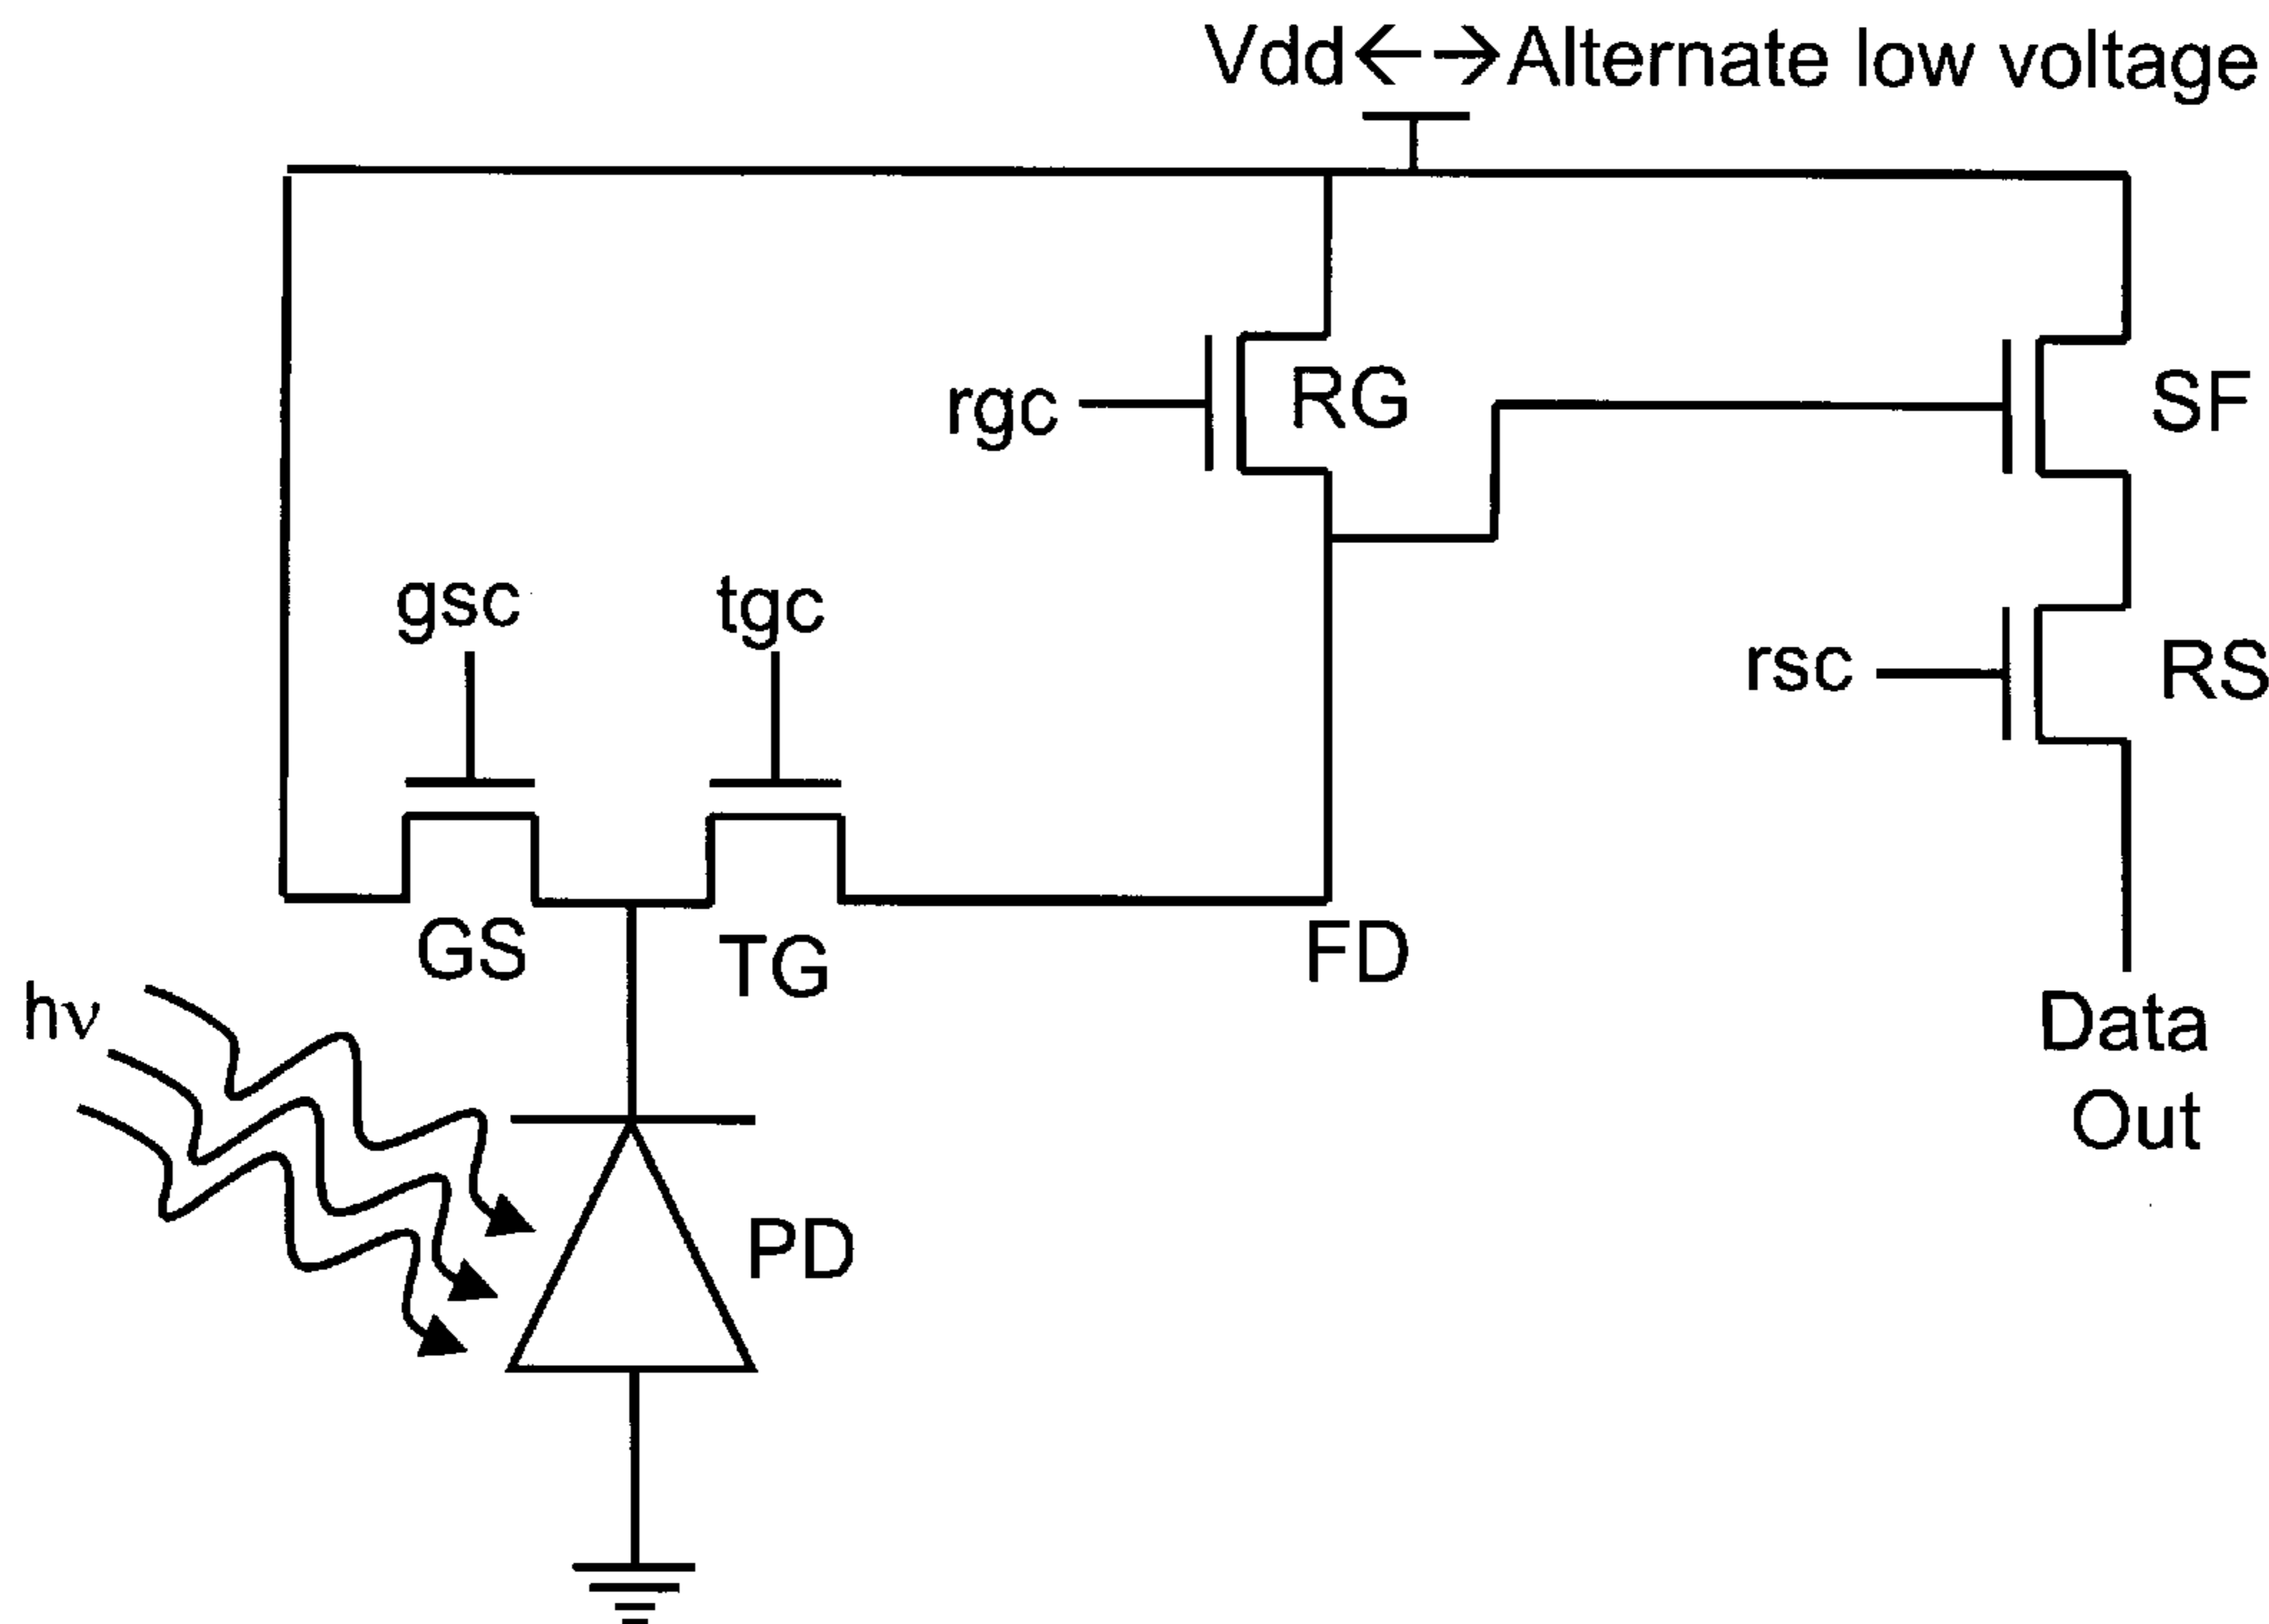 Vdd ←→ Alternate low voltage
rgc
RG
SF
gsc
tgc
rsc
RS
GS
TG
FD
hν
Data
Out
PD